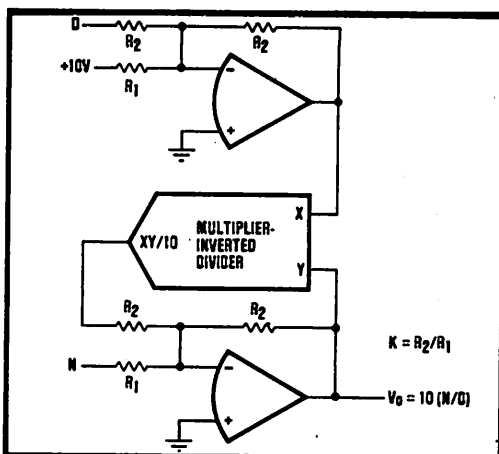 D
R2
R2
+10V
R1
−
+
X
XY/10
MULTIPLIER-
INVERTED
DIVIDER
Y
R2
R2
K = R2/R1
N
R1
−
+
V0 = 10 (N/D)